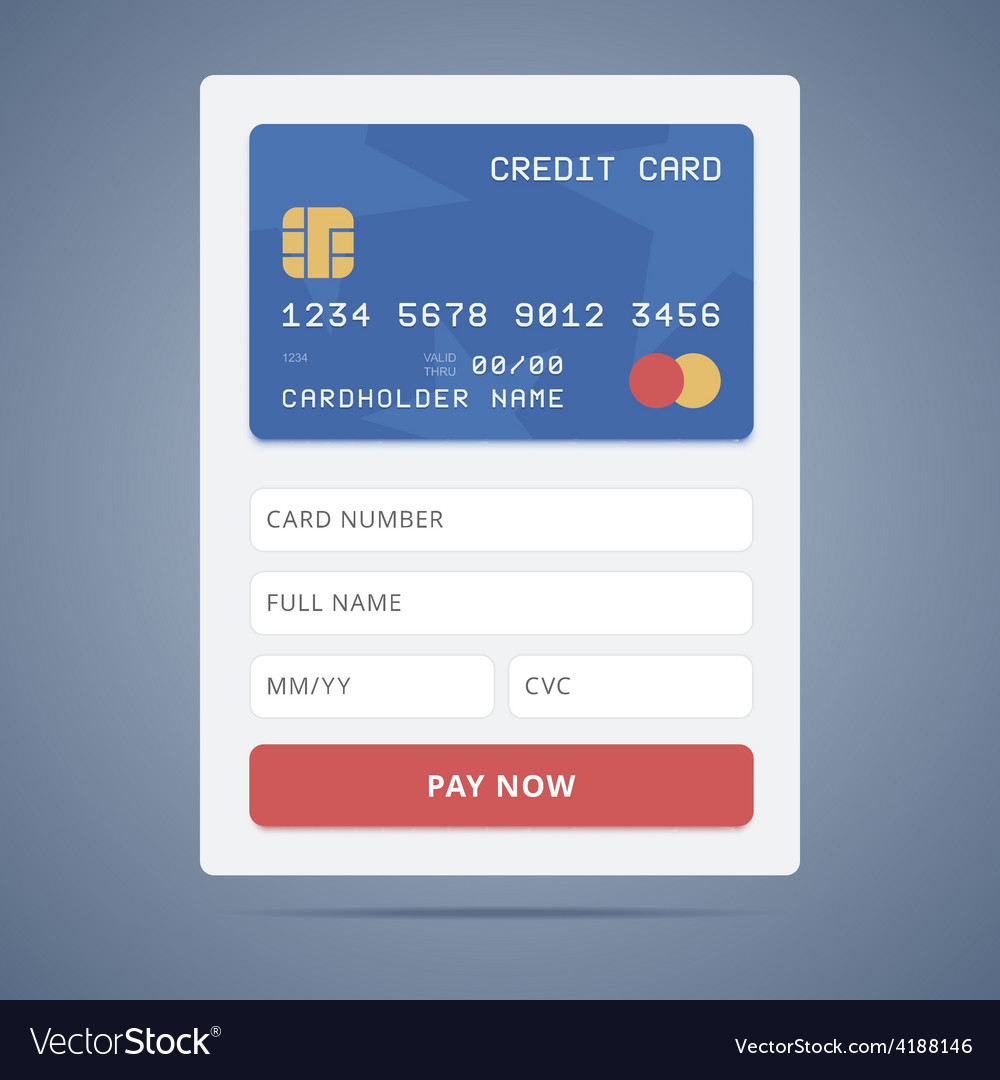 CREDIT CARD
1234 5678 9012 3456
1234 VALID THRU 00/00
CARDHOLDER NAME
CARD NUMBER
FULL NAME
MM/YY CVC
PAY NOW
VectorStock® VectorStock.com/4188146